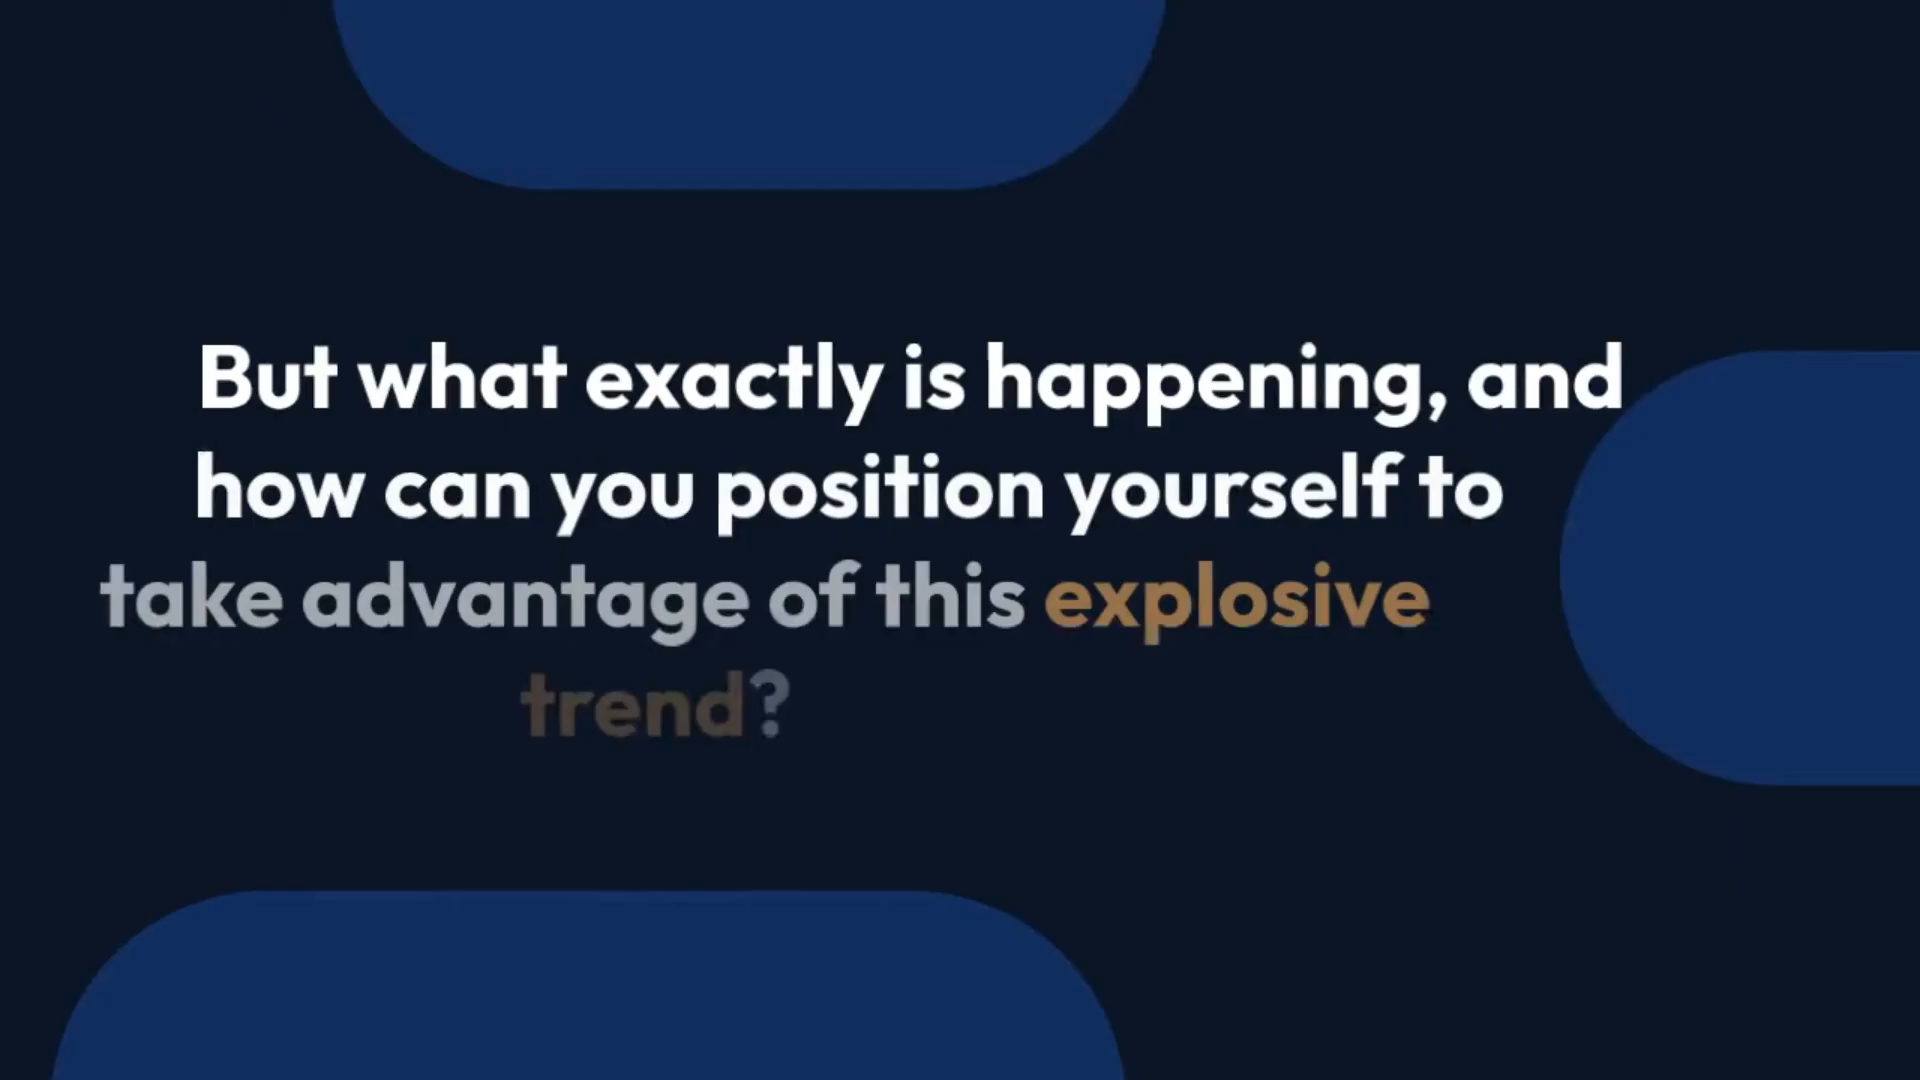 But what exactly is happening, and
how can you position yourself to
take advantage of this explosive
trend?